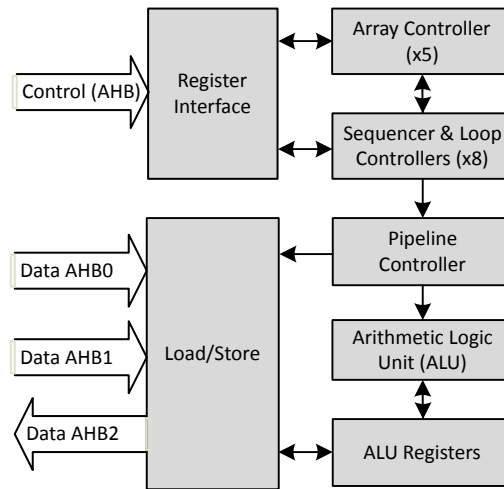 Control (AHB)
Register
Interface
Array Controller
(x5)
Sequencer & Loop
Controllers (x8)
Data AHB0
Data AHB1
Data AHB2
Load/Store
Pipeline
Controller
Arithmetic Logic
Unit (ALU)
ALU Registers